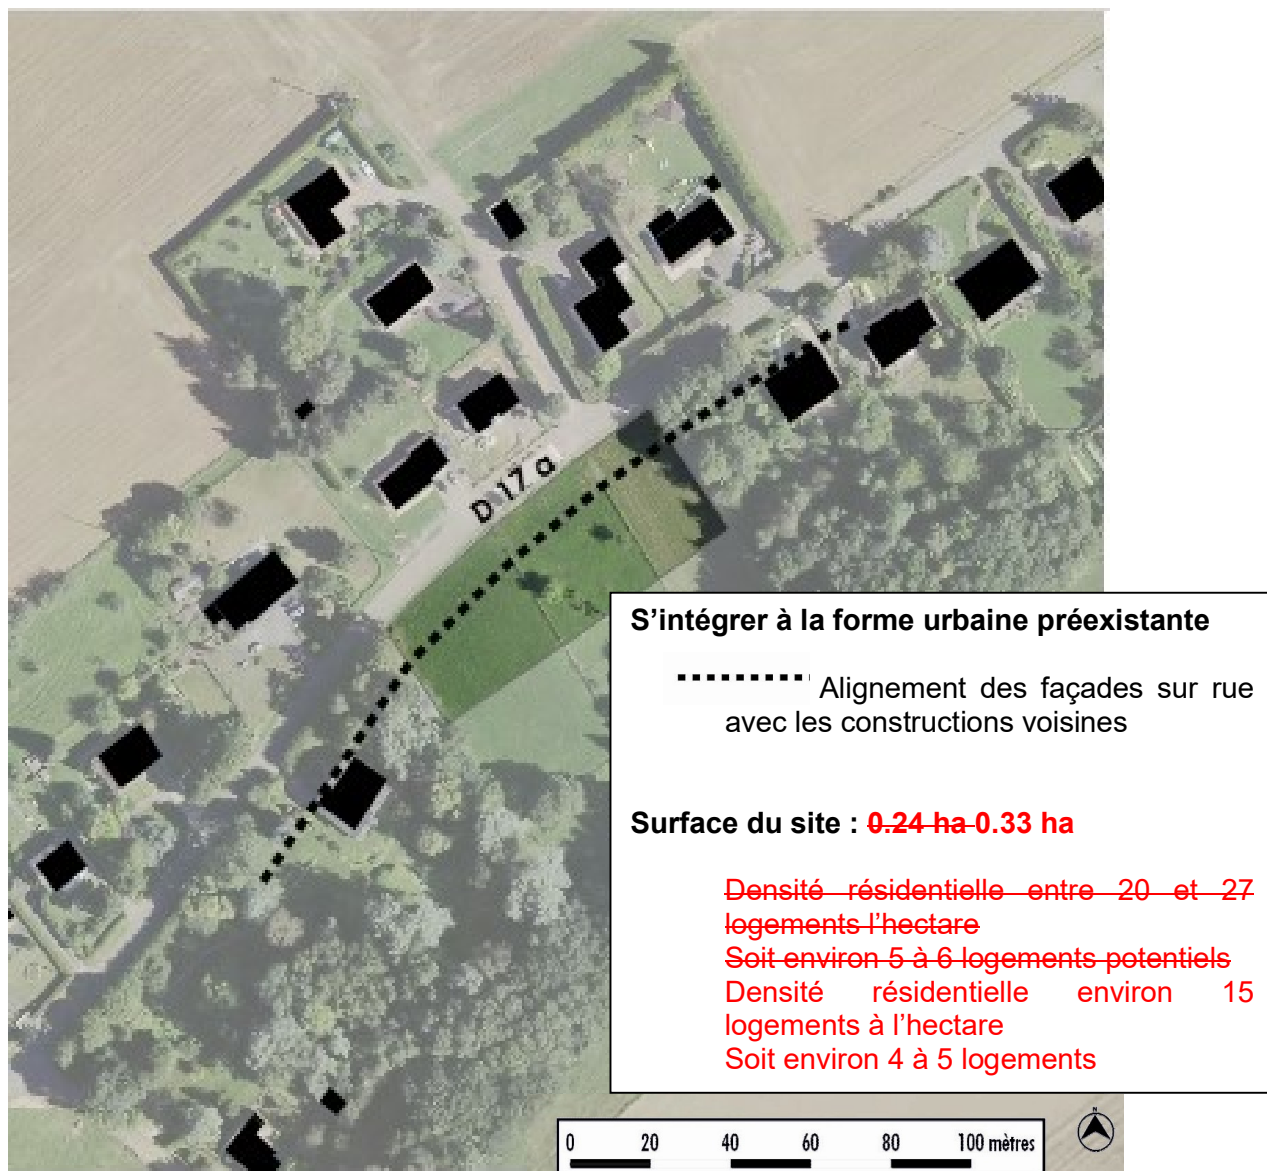 D 17 a
S'intégrer à la forme urbaine préexistante
Alignement des façades sur rue
avec les constructions voisines
Surface du site : 0.24 ha 0.33 ha
Densité résidentielle entre 20 et 27
logements l'hectare
Soit environ 5 à 6 logements potentiels
Densité résidentielle environ 15
logements à l'hectare
Soit environ 4 à 5 logements
0 20 40 60 80 100 mètres
N